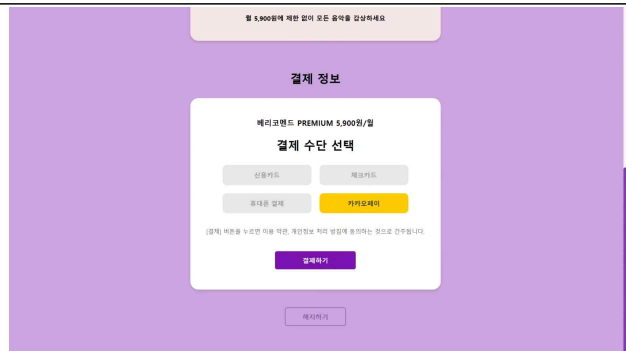 월 5,900원에 제한 없이 모든 음악을 감상하세요
결제 정보
베리코멘드 PREMIUM 5,900원/월
결제 수단 선택
신용카드
체크카드
휴대폰 결제
카카오페이
[결제] 버튼을 누르면 이용 약관, 개인정보 처리 방침에 동의하는 것으로 간주됩니다.
결제하기
해지하기